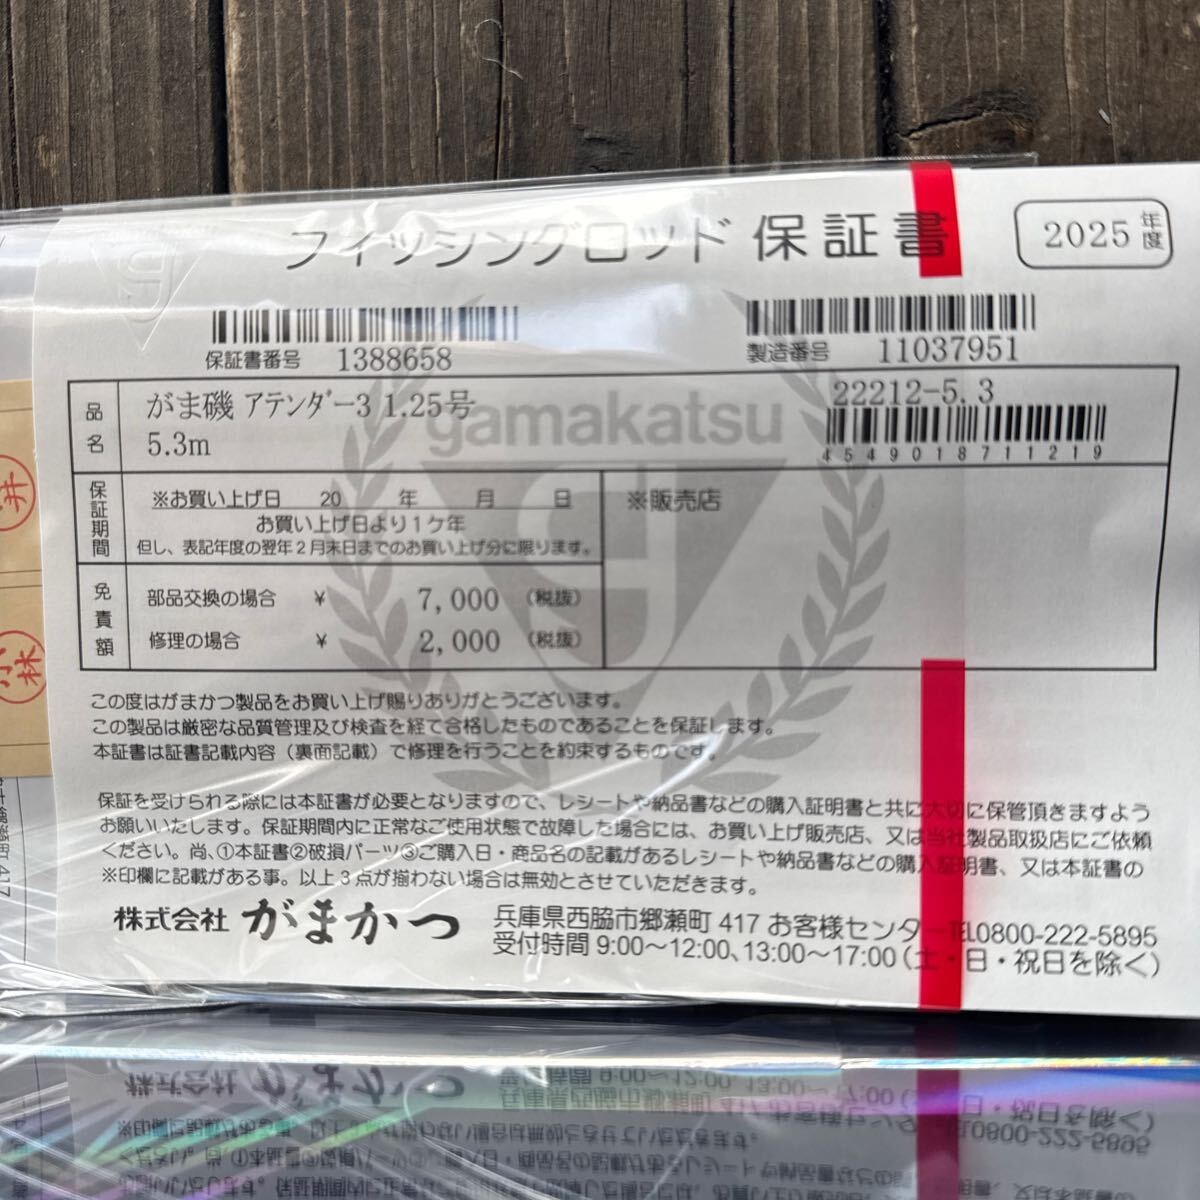 フィッシングロッド 保証書
2025年度
保証書番号 1388658
製造番号 11037951
品名
がま磯 アテンダー3 1.25号
5.3m
22212-5.3
4549018711219
gamakatsu
保証期間
※お買い上げ日 20 年 月 日
お買い上げ日より1ケ年
但し、表記年度の翌年2月末日までのお買い上げ分に限ります。
※販売店
免責額
部品交換の場合 ¥ 7,000 (税抜)
修理の場合 ¥ 2,000 (税抜)
この度はがまかつ製品をお買い上げ賜りありがとうございます。
この製品は厳密な品質管理及び検査を経て合格したものであることを保証します。
本証書は証書記載内容（裏面記載）で修理を行うことを約束するものです。
保証を受けられる際には本証書が必要となりますので、レシートや納品書などの購入証明書と共に大切に保管頂きますよう
お願いいたします。保証期間内に正常なご使用状態で故障した場合には、お買い上げ販売店、又は当社製品取扱店にご依頼
ください。尚、①本証書②破損パーツ③ご購入日・商品名の記載があるレシートや納品書などの購入証明書、又は本証書の
※印欄に記載がある事。以上3点が揃わない場合は無効とさせていただきます。
株式会社 がまかつ
兵庫県西脇市郷瀬町 417 お客様センター℡0800-222-5895
受付時間 9:00～12:00、13:00～17:00（土・日・祝日を除く）
井
小林